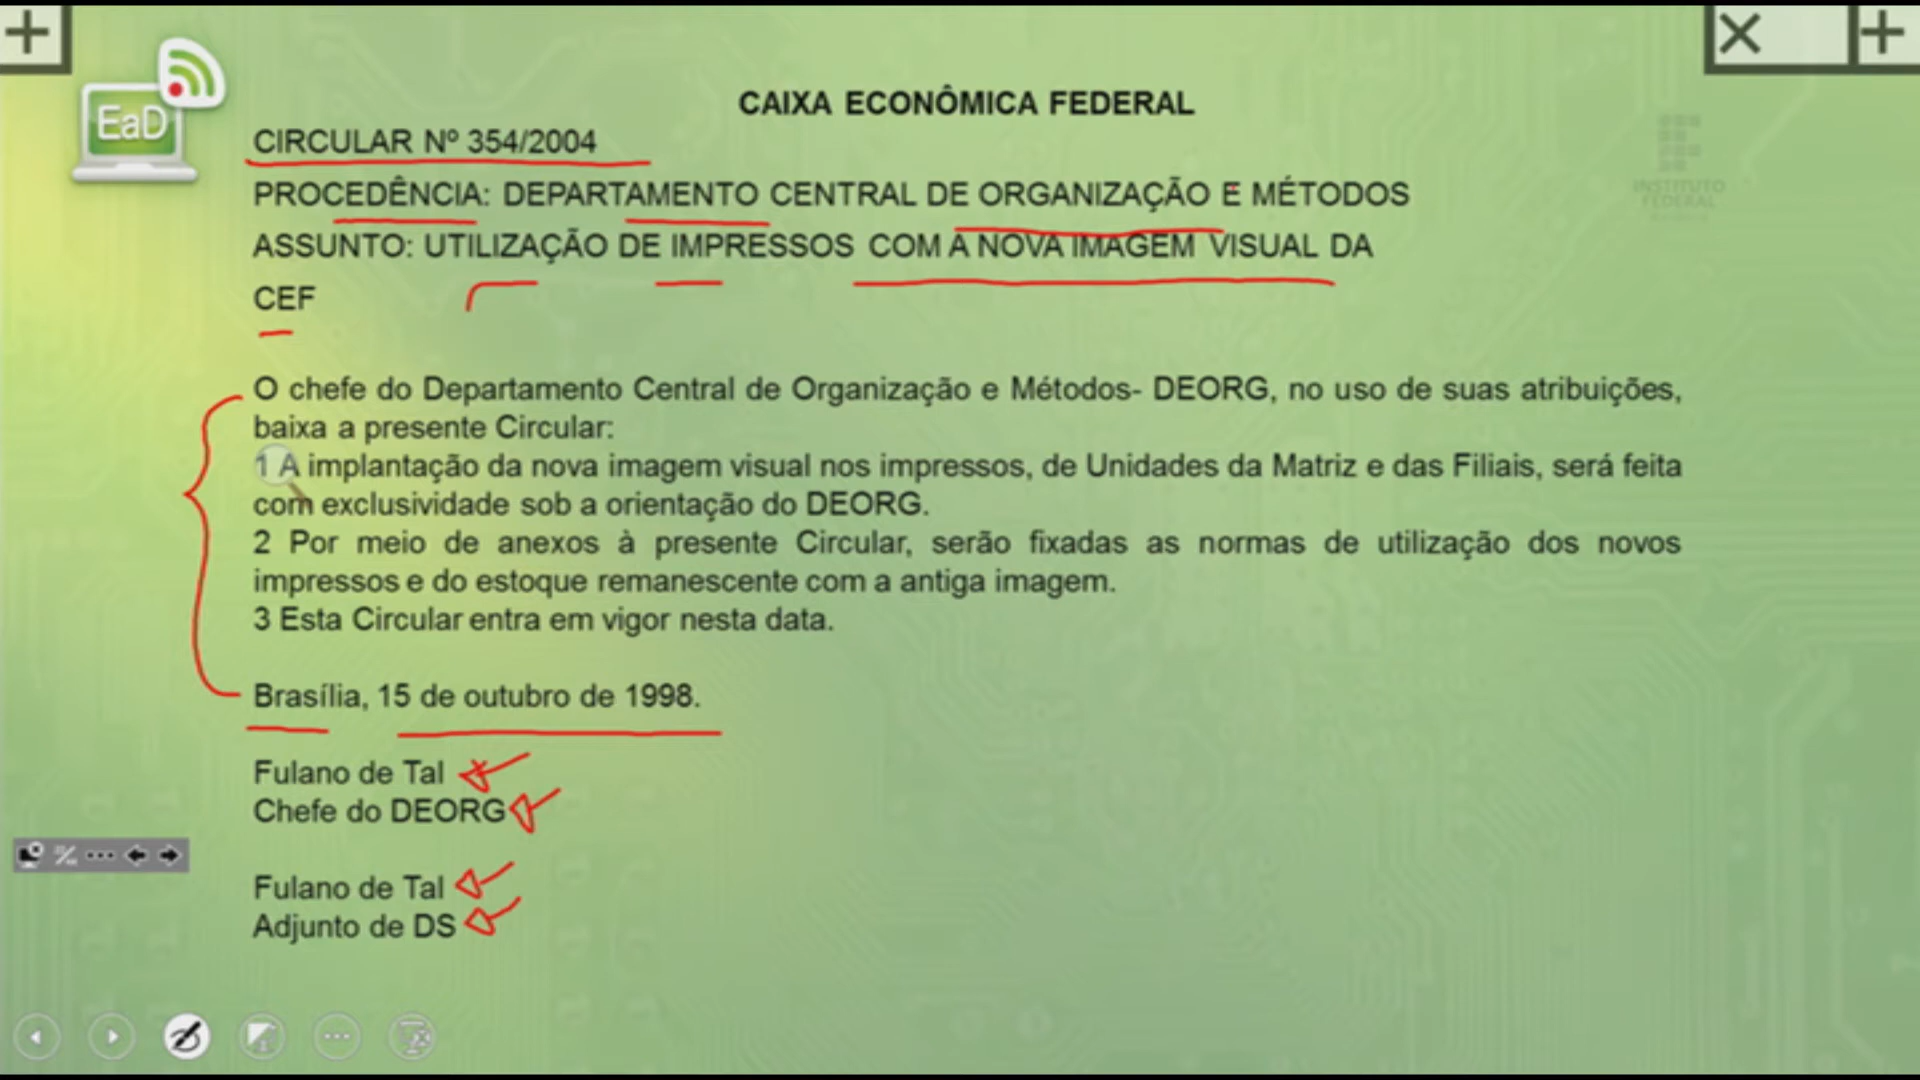 EaD
CAIXA ECONÔMICA FEDERAL
CIRCULAR Nº 354/2004
PROCEDÊNCIA: DEPARTAMENTO CENTRAL DE ORGANIZAÇÃO E MÉTODOS
ASSUNTO: UTILIZAÇÃO DE IMPRESSOS COM A NOVA IMAGEM VISUAL DA
CEF
INSTITUTO
FEDERAL
O chefe do Departamento Central de Organização e Métodos- DEORG, no uso de suas atribuições,
baixa a presente Circular:
1 A implantação da nova imagem visual nos impressos, de Unidades da Matriz e das Filiais, será feita
com exclusividade sob a orientação do DEORG.
2 Por meio de anexos à presente Circular, serão fixadas as normas de utilização dos novos
impressos e do estoque remanescente com a antiga imagem.
3 Esta Circular entra em vigor nesta data.
Brasília, 15 de outubro de 1998.
Fulano de Tal
Chefe do DEORG
Fulano de Tal
Adjunto de DS